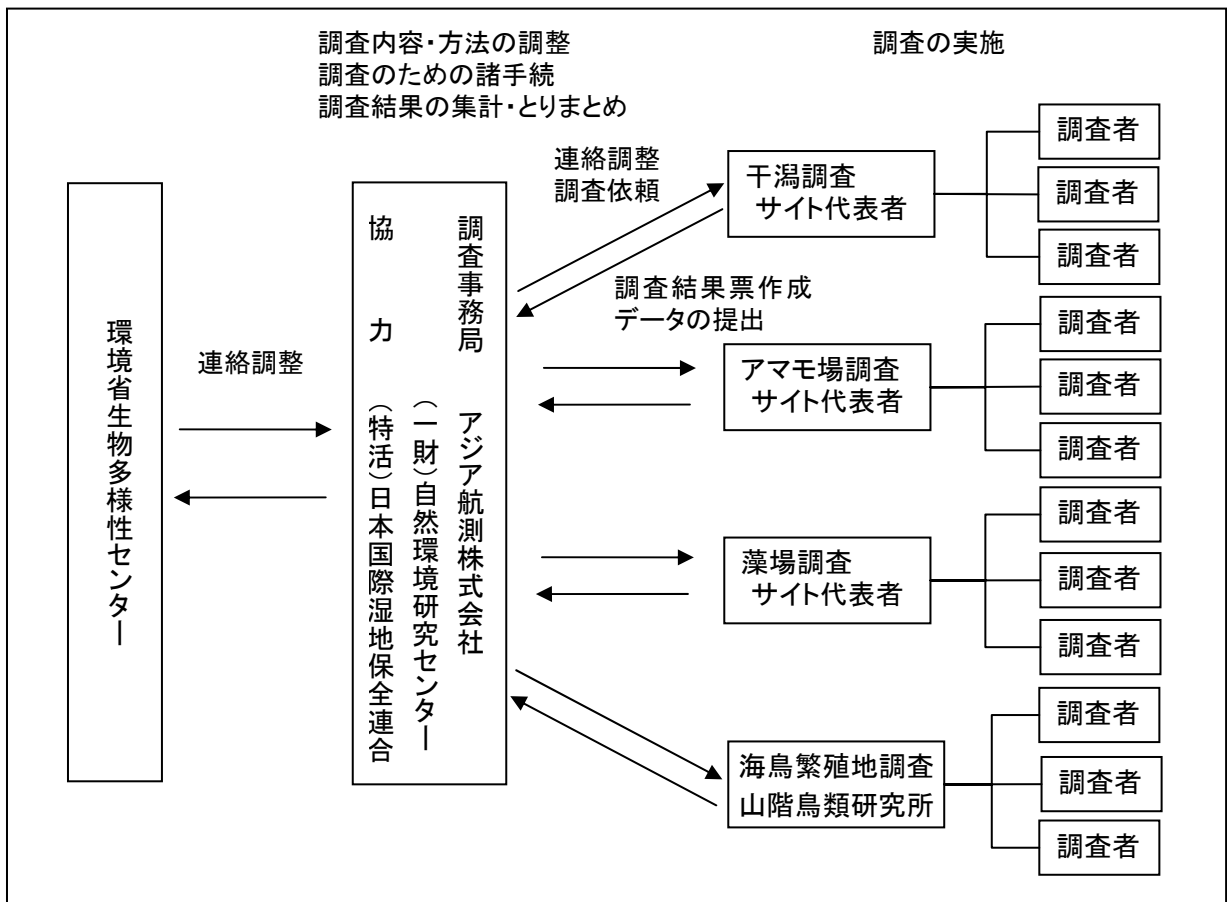 調査内容・方法の調整
調査のための諸手続
調査結果の集計・とりまとめ
調査の実施
環境省生物多様性センター
連絡調整
調査事務局 アジア航測株式会社
（一財）自然環境研究センター
協力 （特活）日本国際湿地保全連合
連絡調整
調査依頼
調査結果票作成
データの提出
干潟調査
サイト代表者
調査者
調査者
調査者
アマモ場調査
サイト代表者
調査者
調査者
調査者
藻場調査
サイト代表者
調査者
調査者
調査者
海鳥繁殖地調査
山階鳥類研究所
調査者
調査者
調査者